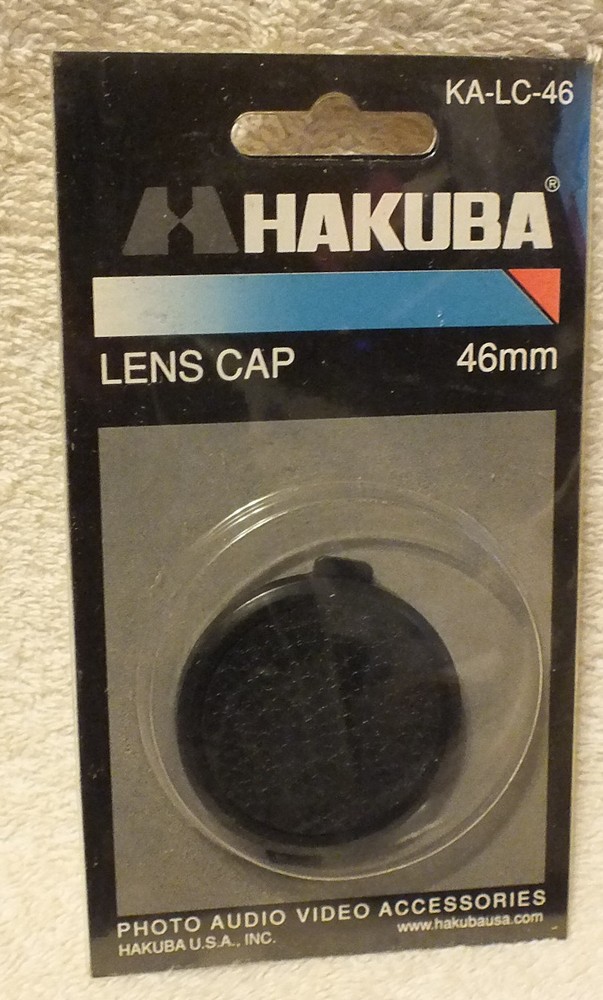 KA-LC-46
HAKUBA®
LENS CAP 46mm
PHOTO AUDIO VIDEO ACCESSORIES
HAKUBA U.S.A., INC. www.hakubausa.com